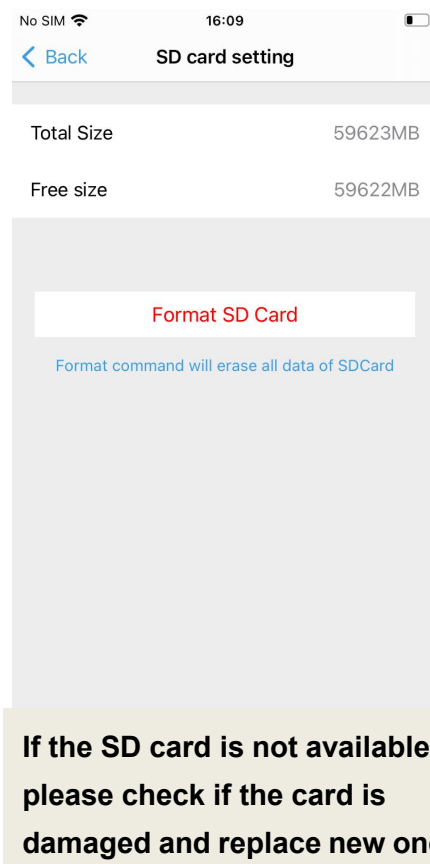 No SIM 16:09
Back SD card setting
Total Size 59623MB
Free size 59622MB
Format SD Card
Format command will erase all data of SDCard
If the SD card is not available
please check if the card is
damaged and replace new one